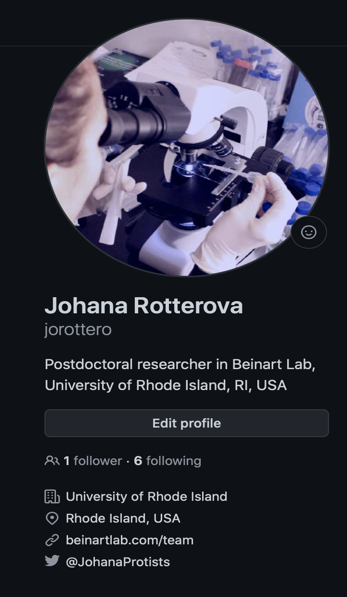 Johana Rotterova
jorottero
Postdoctoral researcher in Beinart Lab,
University of Rhode Island, RI, USA
Edit profile
1 follower · 6 following
University of Rhode Island
Rhode Island, USA
beinartlab.com/team
@JohanaProtists